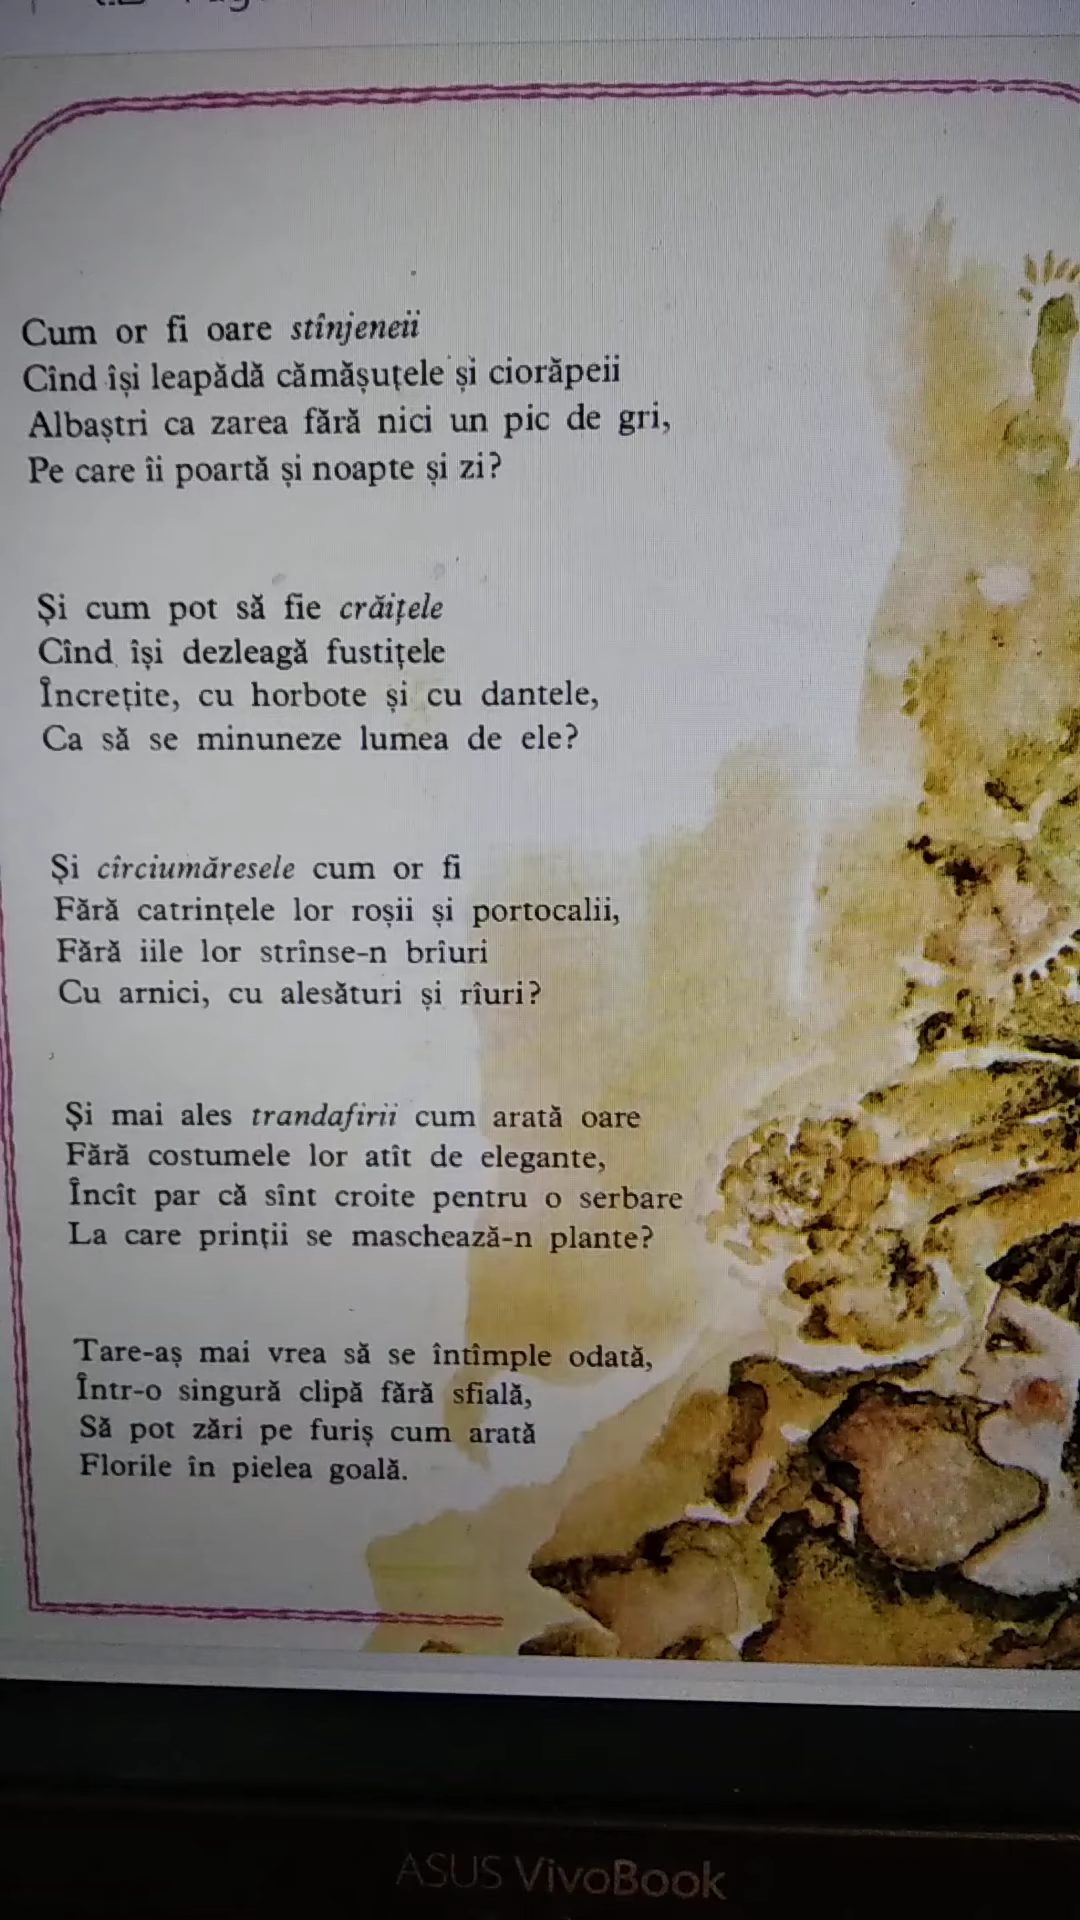 Cum or fi oare stînjeneii
Cînd își leapădă cămășuțele și ciorăpeii
Albaștri ca zarea fără nici un pic de gri,
Pe care îi poartă și noapte și zi?
Și cum pot să fie crăițele
Cînd își dezleagă fustițele
Încrețite, cu horbote și cu dantele,
Ca să se minuneze lumea de ele?
Și cîrciumăresele cum or fi
Fără catrințele lor roșii și portocalii,
Fără iile lor strînse-n brîuri
Cu arnici, cu alesături și rîuri?
Și mai ales trandafirii cum arată oare
Fără costumele lor atît de elegante,
Încît par că sînt croite pentru o serbare
La care prinții se maschează-n plante?
Tare-aș mai vrea să se întîmple odată,
Într-o singură clipă fără sfială,
Să pot zări pe furiș cum arată
Florile în pielea goală.
ASUS VivoBook